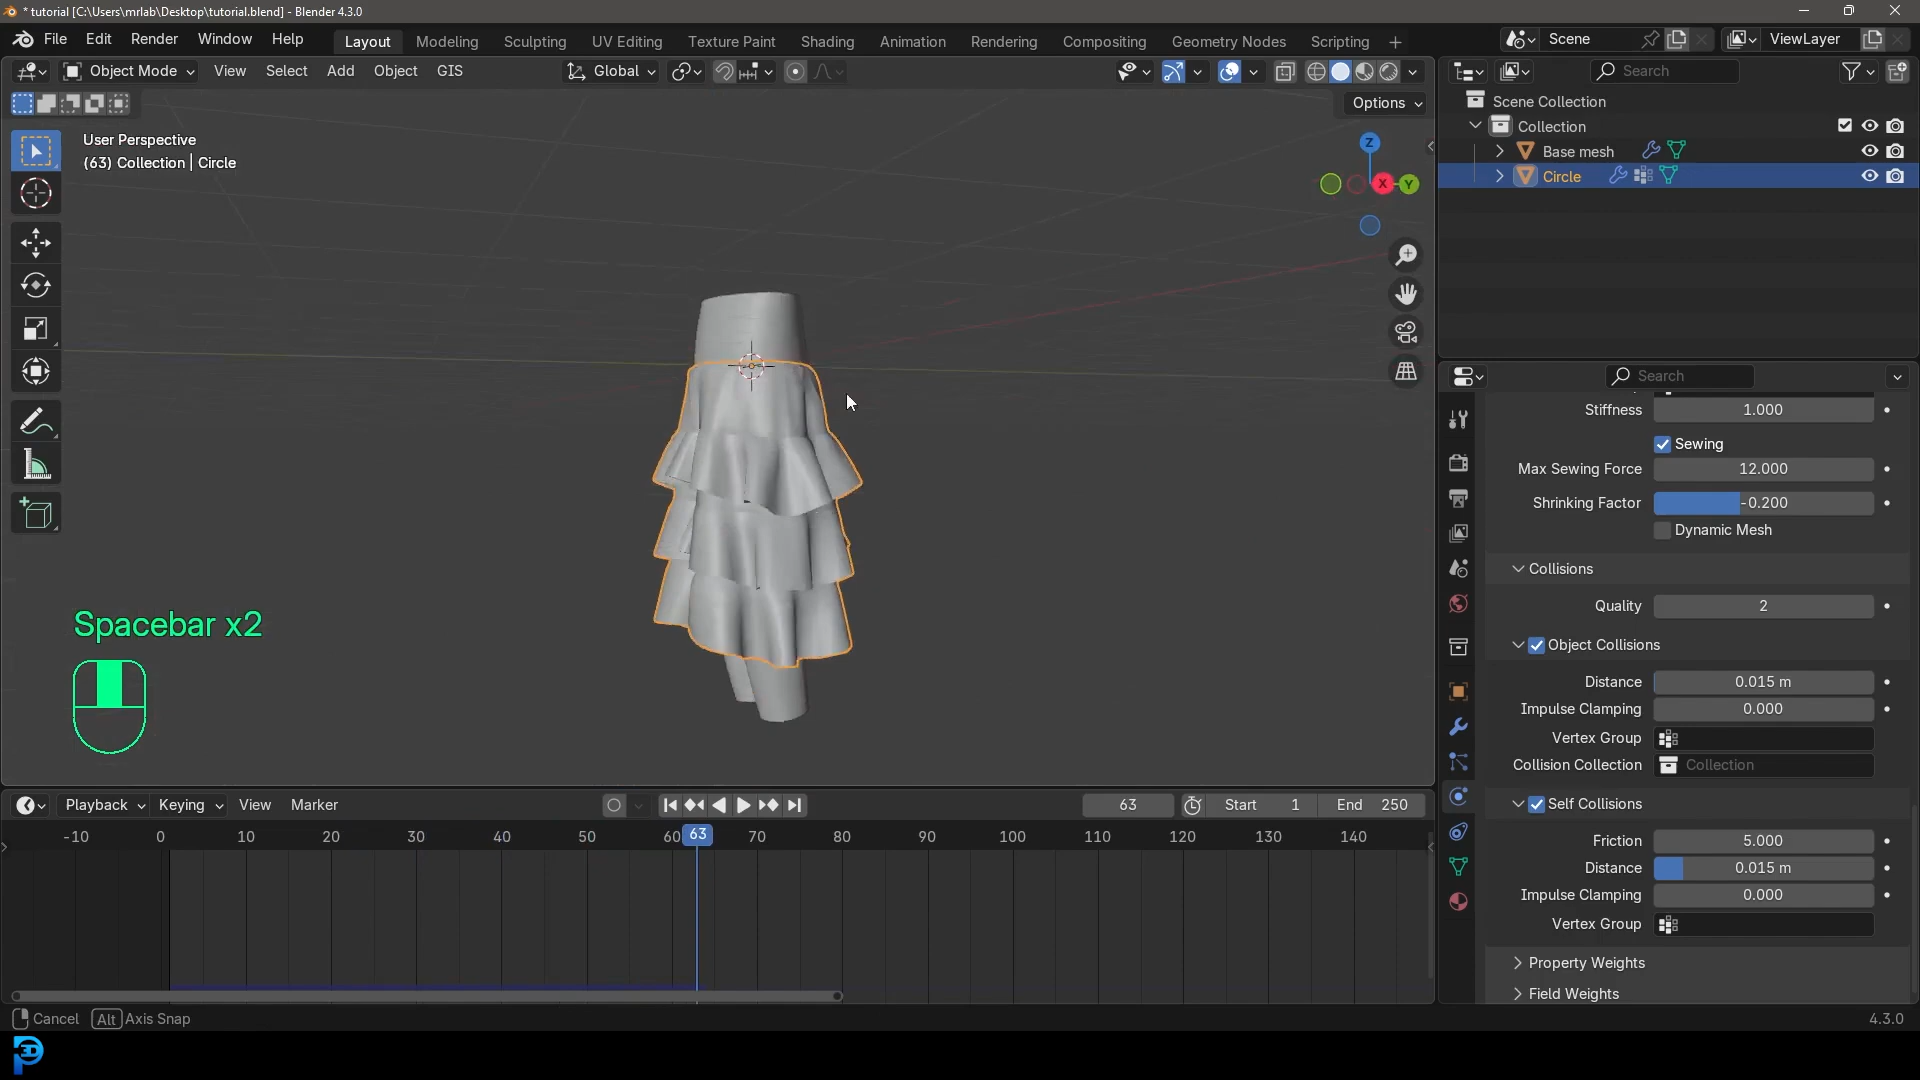 * tutorial [C:\Users\mrlab\Desktop\tutorial.blend] - Blender 4.3.0
File Edit Render Window Help
Layout Modeling Sculpting UV Editing Texture Paint Shading Animation Rendering Compositing Geometry Nodes Scripting +
Scene
ViewLayer
Object Mode View Select Add Object GIS
Global
Search
Options
User Perspective
(63) Collection | Circle
Z
X
Y
Scene Collection
Collection
Base mesh
Circle
Search
Stiffness 1.000
Sewing
Max Sewing Force 12.000
Shrinking Factor -0.200
Dynamic Mesh
Collisions
Quality 2
Object Collisions
Distance 0.015 m
Impulse Clamping 0.000
Vertex Group
Collision Collection Collection
Self Collisions
Friction 5.000
Distance 0.015 m
Impulse Clamping 0.000
Vertex Group
Property Weights
Field Weights
Spacebar x2
Playback Keying View Marker
63
Start 1 End 250
-10 0 10 20 30 40 50 60 63 70 80 90 100 110 120 130 140
Cancel Alt Axis Snap
4.3.0